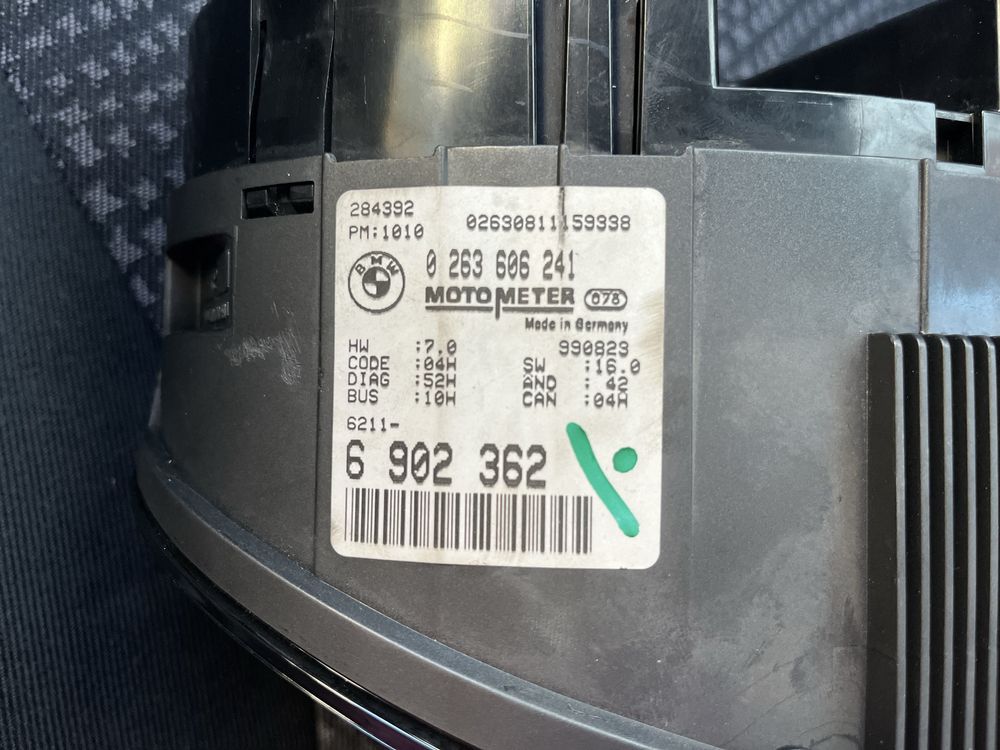 284392 02630811159338
PM:1010
BMW
0 263 606 241
MOTOMETER 078
Made in Germany
990823
HW :7.0 SW :16.0
CODE :04H ÄND : 42
DIAG :52H CAN :04H
BUS :10H
6211-
6 902 362